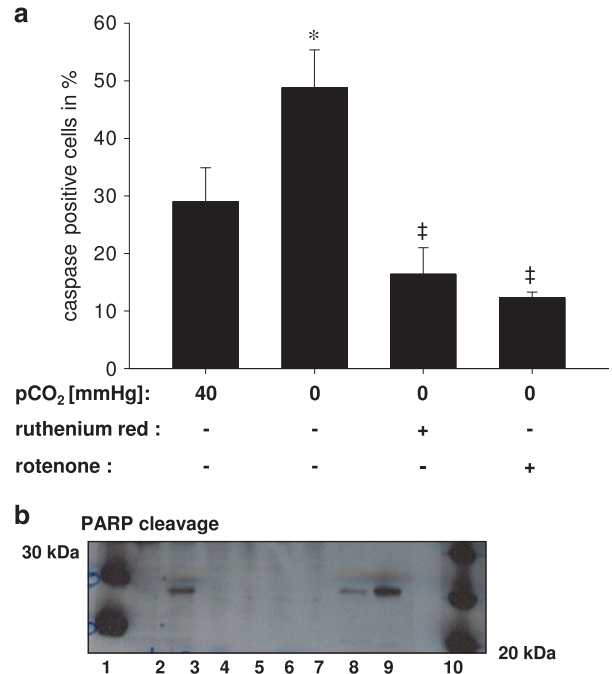 a
60
50
40
30
20
10
0
caspase positive cells in %
*
‡
‡
pCO2 [mmHg]: 40 0 0 0
ruthenium red : - - + -
rotenone : - - - +
b
PARP cleavage
30 kDa
20 kDa
1 2 3 4 5 6 7 8 9 10